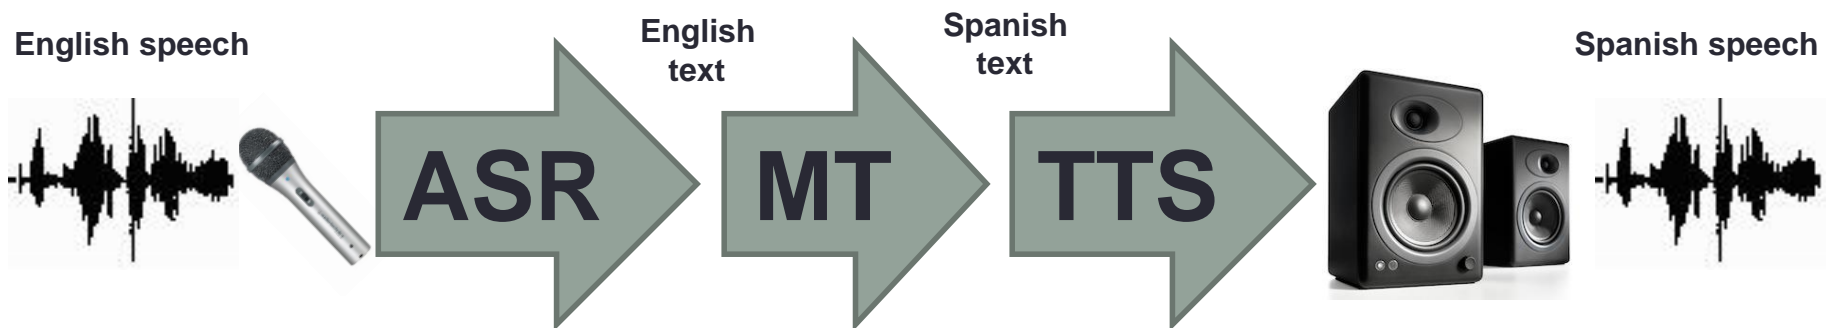 English speech
ASR
English
text
MT
Spanish
text
TTS
Spanish speech